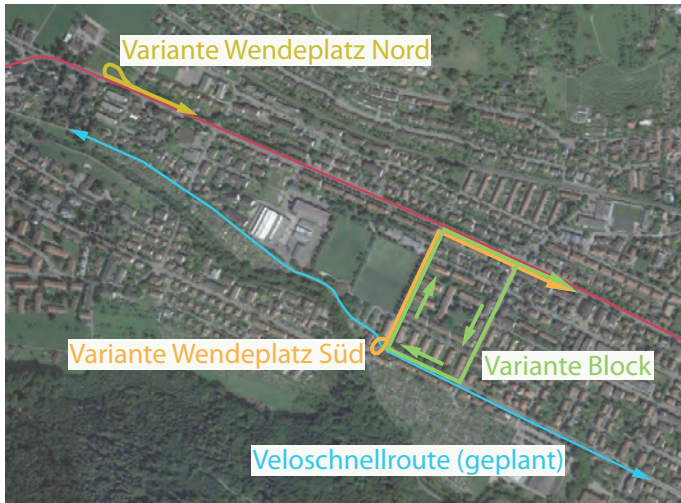 Variante Wendeplatz Nord
Variante Wendeplatz Süd
Variante Block
Veloschnellroute (geplant)